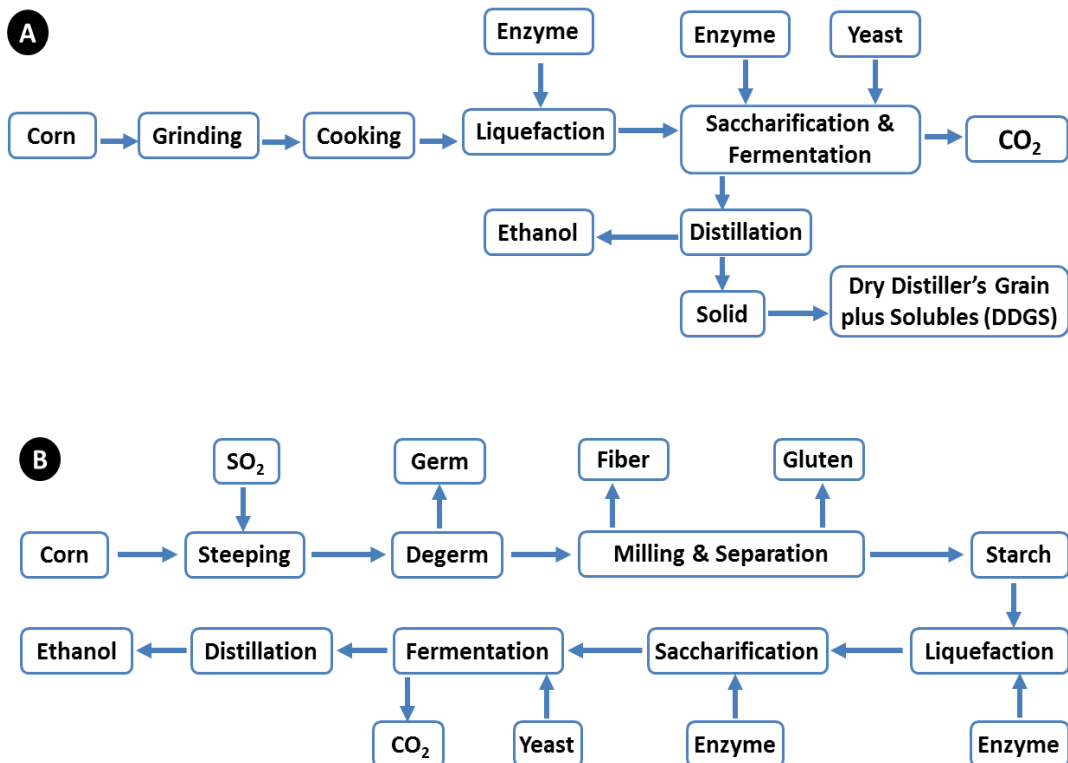 A
Enzyme
Enzyme
Yeast
Corn
Grinding
Cooking
Liquefaction
Saccharification &
Fermentation
CO₂
Ethanol
Distillation
Solid
Dry Distiller’s Grain
plus Solubles (DDGS)
B
SO₂
Germ
Fiber
Gluten
Corn
Steeping
Degerm
Milling & Separation
Starch
Ethanol
Distillation
Fermentation
Saccharification
Liquefaction
CO₂
Yeast
Enzyme
Enzyme